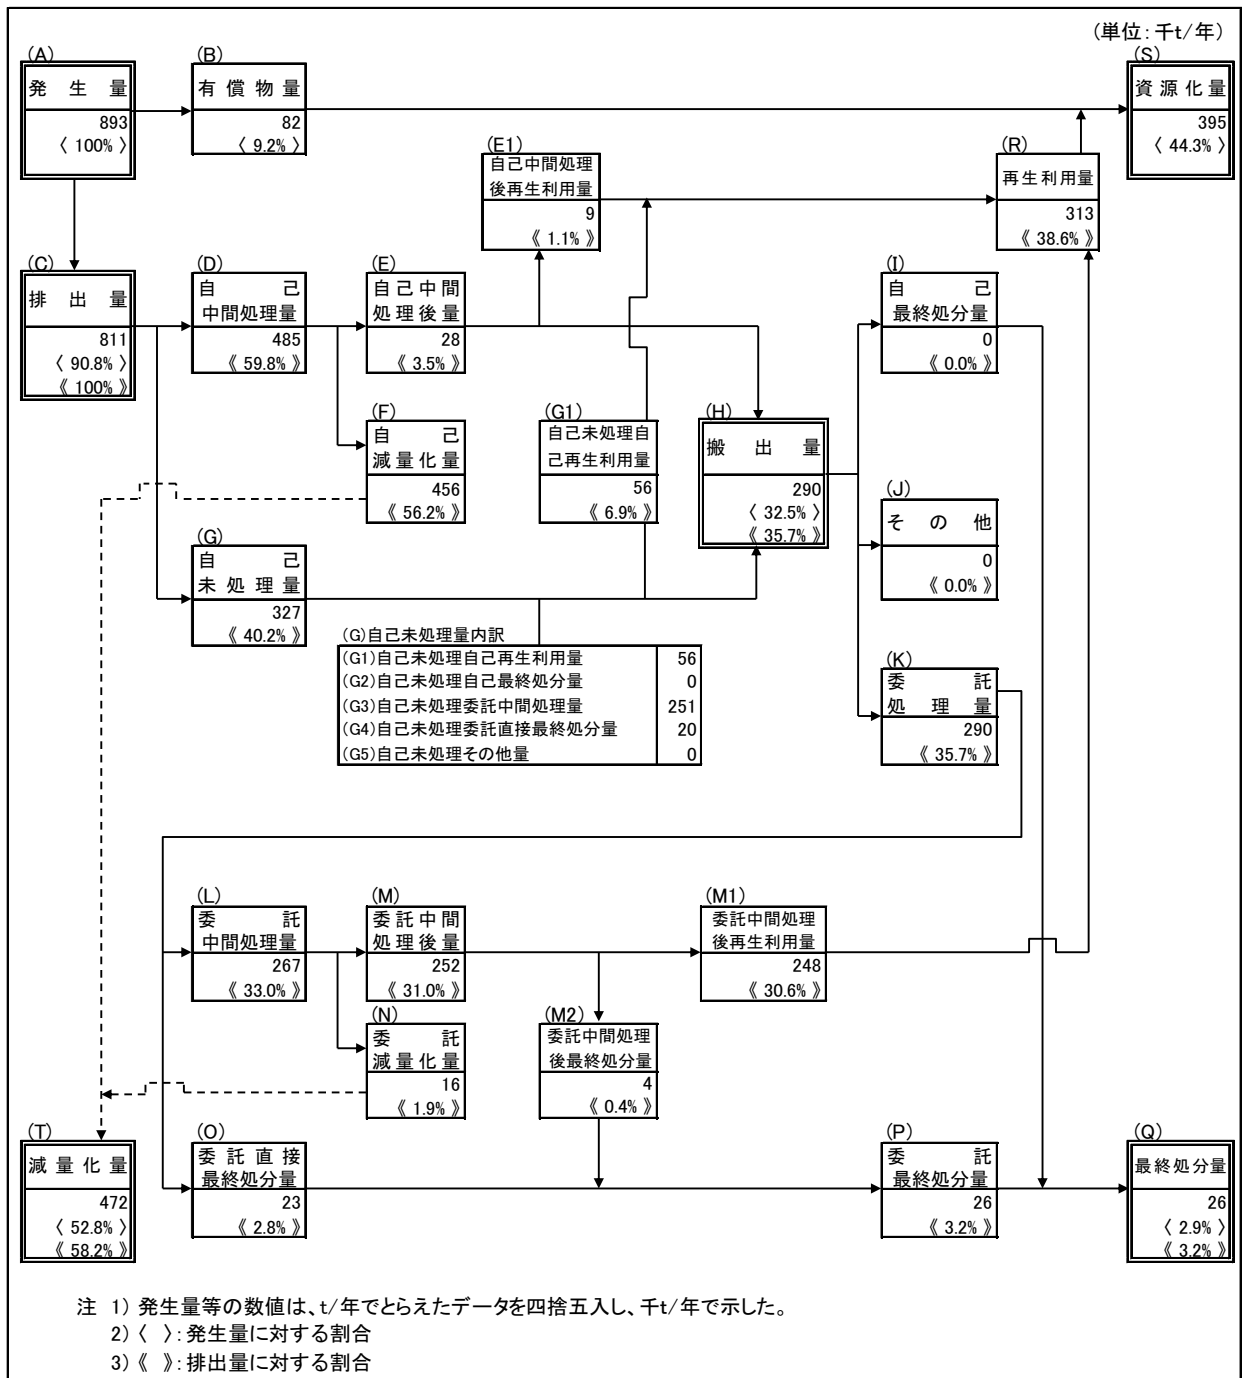 (単位：千t/年)
(A)
発生量
893
〈 100% 〉
(B)
有償物量
82
〈 9.2% 〉
(S)
資源化量
395
〈 44.3% 〉
(E1)
自己中間処理
後再生利用量
9
《 1.1% 》
(R)
再生利用量
313
《 38.6% 》
(C)
排出量
811
〈 90.8% 〉
《 100% 》
(D)
自己
中間処理量
485
《 59.8% 》
(E)
自己中間
処理後量
28
《 3.5% 》
(I)
自己
最終処分量
0
《 0.0% 》
(F)
自己
減量化量
456
《 56.2% 》
(G1)
自己未処理自
己再生利用量
56
《 6.9% 》
(H)
搬出量
290
〈 32.5% 〉
《 35.7% 》
(J)
その他
0
《 0.0% 》
(G)
自己
未処理量
327
《 40.2% 》
(G)自己未処理量内訳
(G1)自己未処理自己再生利用量 56
(G2)自己未処理自己最終処分量 0
(G3)自己未処理委託中間処理量 251
(G4)自己未処理委託直接最終処分量 20
(G5)自己未処理その他量 0
(K)
委託
処理量
290
《 35.7% 》
(L)
委託
中間処理量
267
《 33.0% 》
(M)
委託中間
処理後量
252
《 31.0% 》
(M1)
委託中間処理
後再生利用量
248
《 30.6% 》
(N)
委託
減量化量
16
《 1.9% 》
(M2)
委託中間処理
後最終処分量
4
《 0.4% 》
(T)
減量化量
472
〈 52.8% 〉
《 58.2% 》
(O)
委託直接
最終処分量
23
《 2.8% 》
(P)
委託
最終処分量
26
《 3.2% 》
(Q)
最終処分量
26
〈 2.9% 〉
《 3.2% 》
注 1) 発生量等の数値は、t/年でとらえたデータを四捨五入し、千t/年で示した。
2)〈 〉：発生量に対する割合
3)《 》：排出量に対する割合